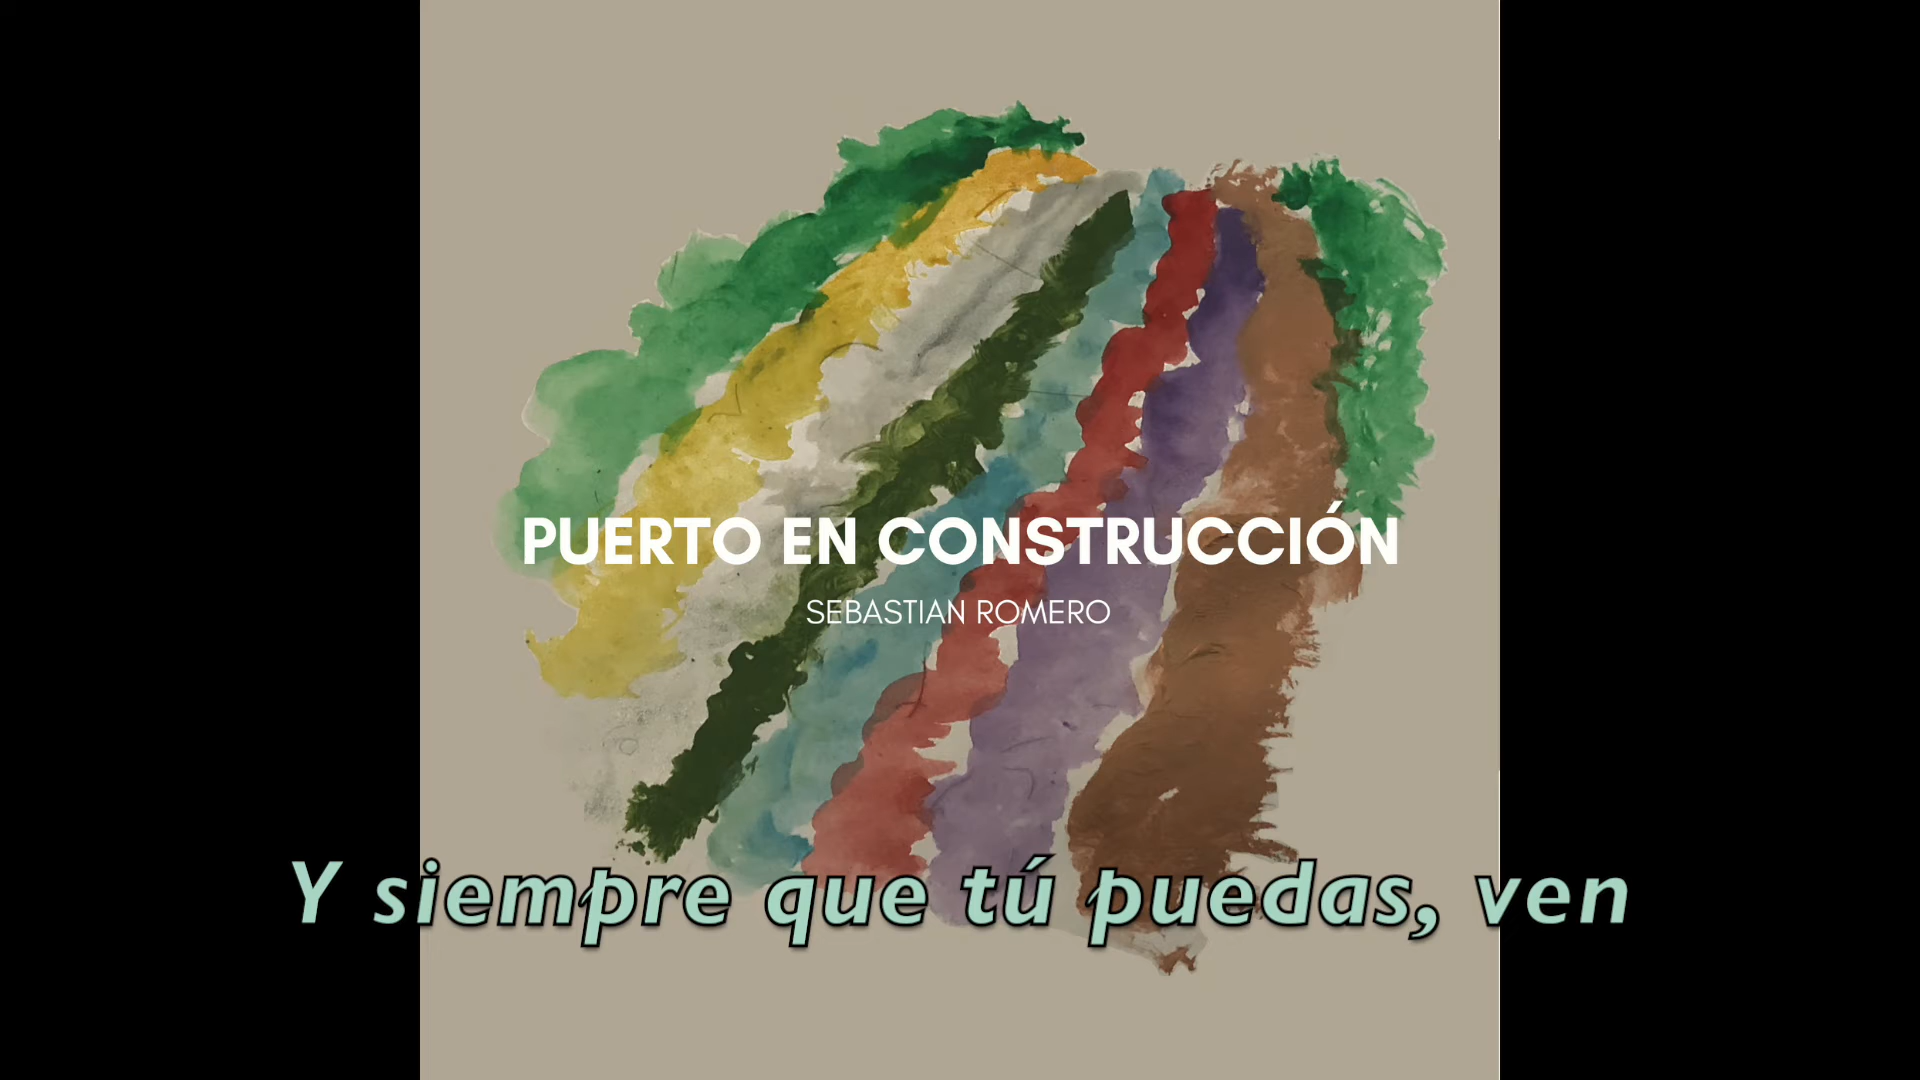 PUERTO EN CONSTRUCCIÓN
SEBASTIAN ROMERO
Y siempre que tú puedas, ven